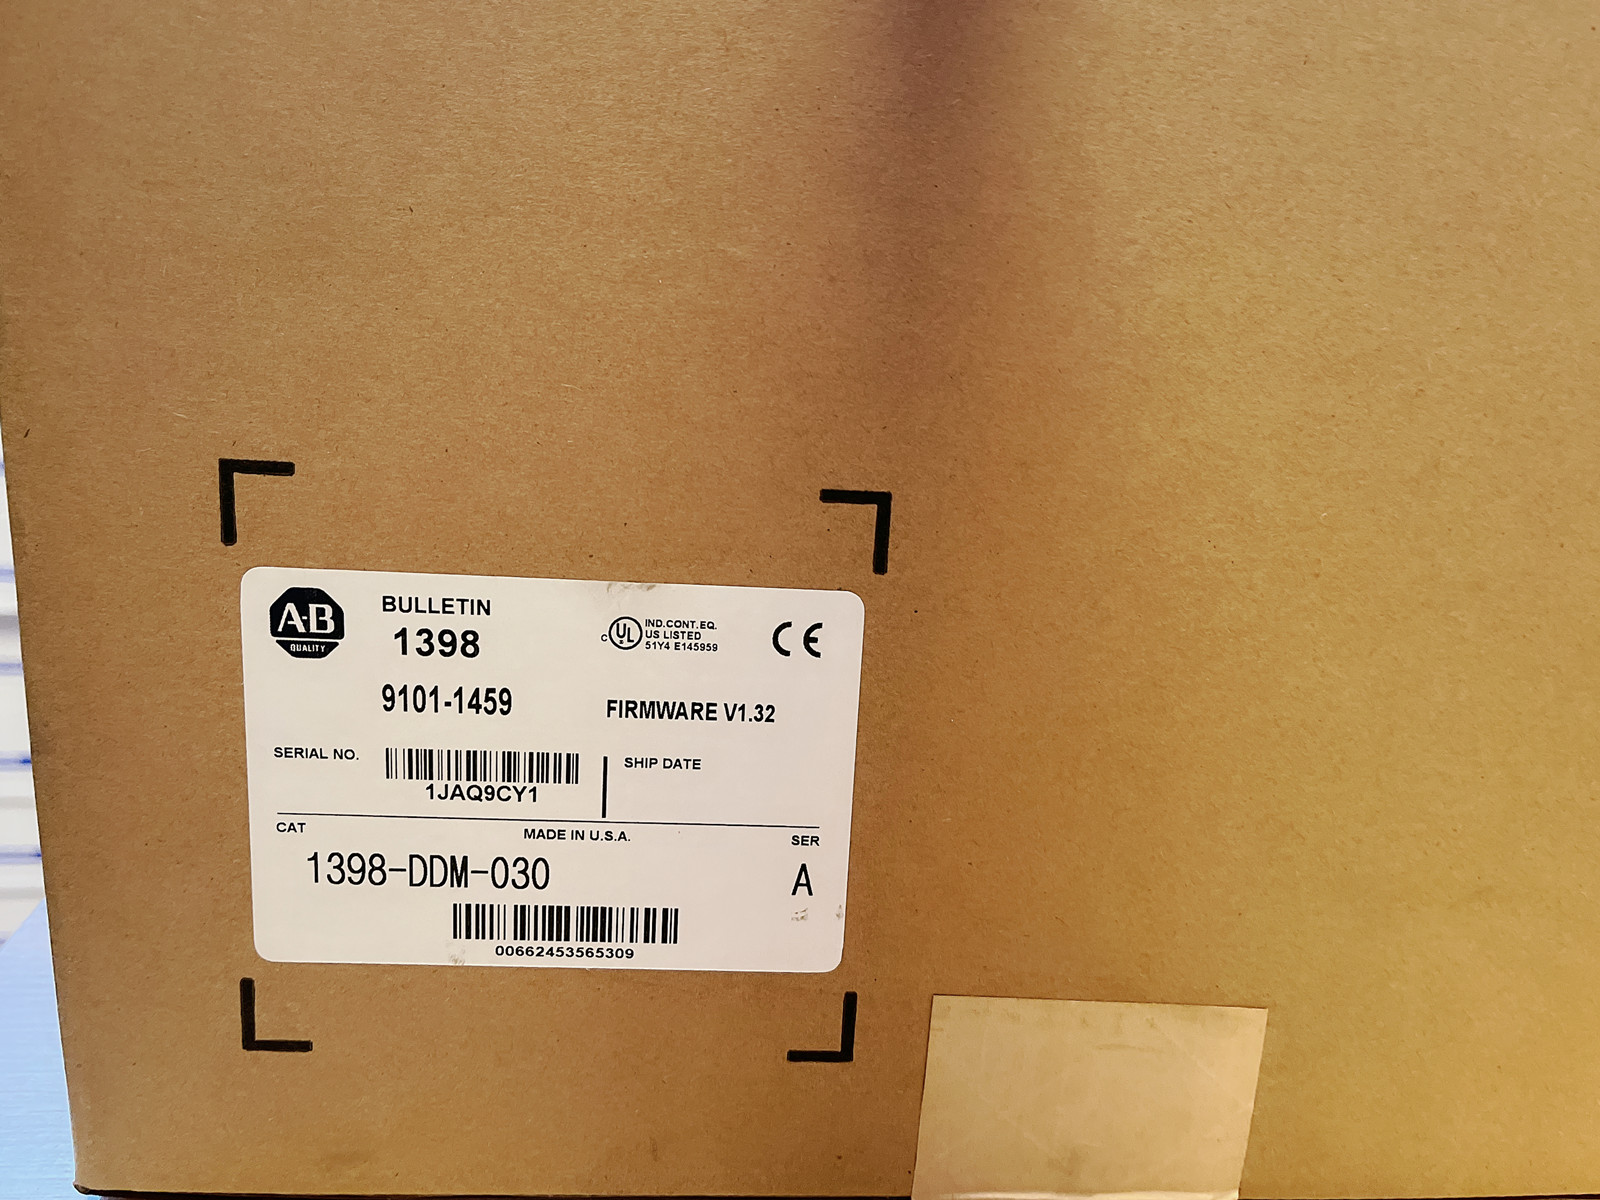 A-B
QUALITY
BULLETIN
1398
9101-1459
C UL IND.CONT.EQ.
US LISTED
51Y4 E145959
CE
FIRMWARE V1.32
SERIAL NO.
1JAQ9CY1
SHIP DATE
CAT
MADE IN U.S.A.
SER
1398-DDM-030
A
00662453565309